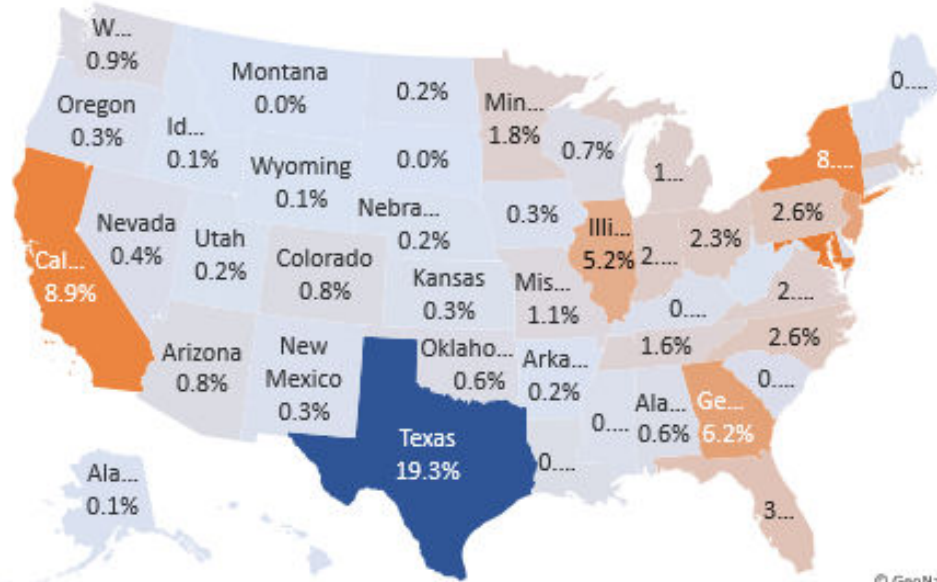 W...
0.9%
Oregon
0.3%
Id...
0.1%
Montana
0.0%
0.2%
Min...
1.8%
0.7%
1...
0....
8....
Wyoming
0.1%
0.0%
Nevada
0.4%
Utah
0.2%
Nebra...
0.2%
0.3%
Illi...
5.2%
2....
2.3%
2.6%
Cal...
8.9%
Colorado
0.8%
Kansas
0.3%
Mis...
1.1%
0....
2....
Arizona
0.8%
New
Mexico
0.3%
Oklaho...
0.6%
Arka...
0.2%
1.6%
2.6%
0....
Texas
19.3%
0....
0....
Ala...
0.6%
Ge...
6.2%
3...
Ala...
0.1%